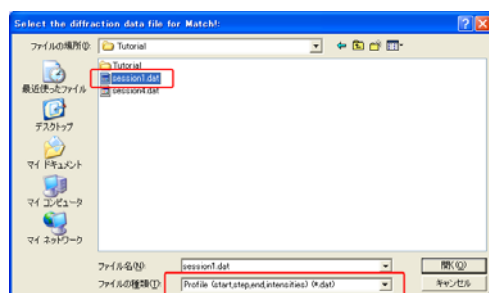 Select the diffraction data file for Match!:
ファイルの場所(I):
Tutorial
Tutorial
session1.dat
session4.dat
最近使ったファイル
デスクトップ
マイ ドキュメント
マイ コンピュータ
マイ ネットワーク
ファイル名(N):
session1.dat
開く(O)
ファイルの種類(T):
Profile (start,step,end,intensities) (*.dat)
キャンセル